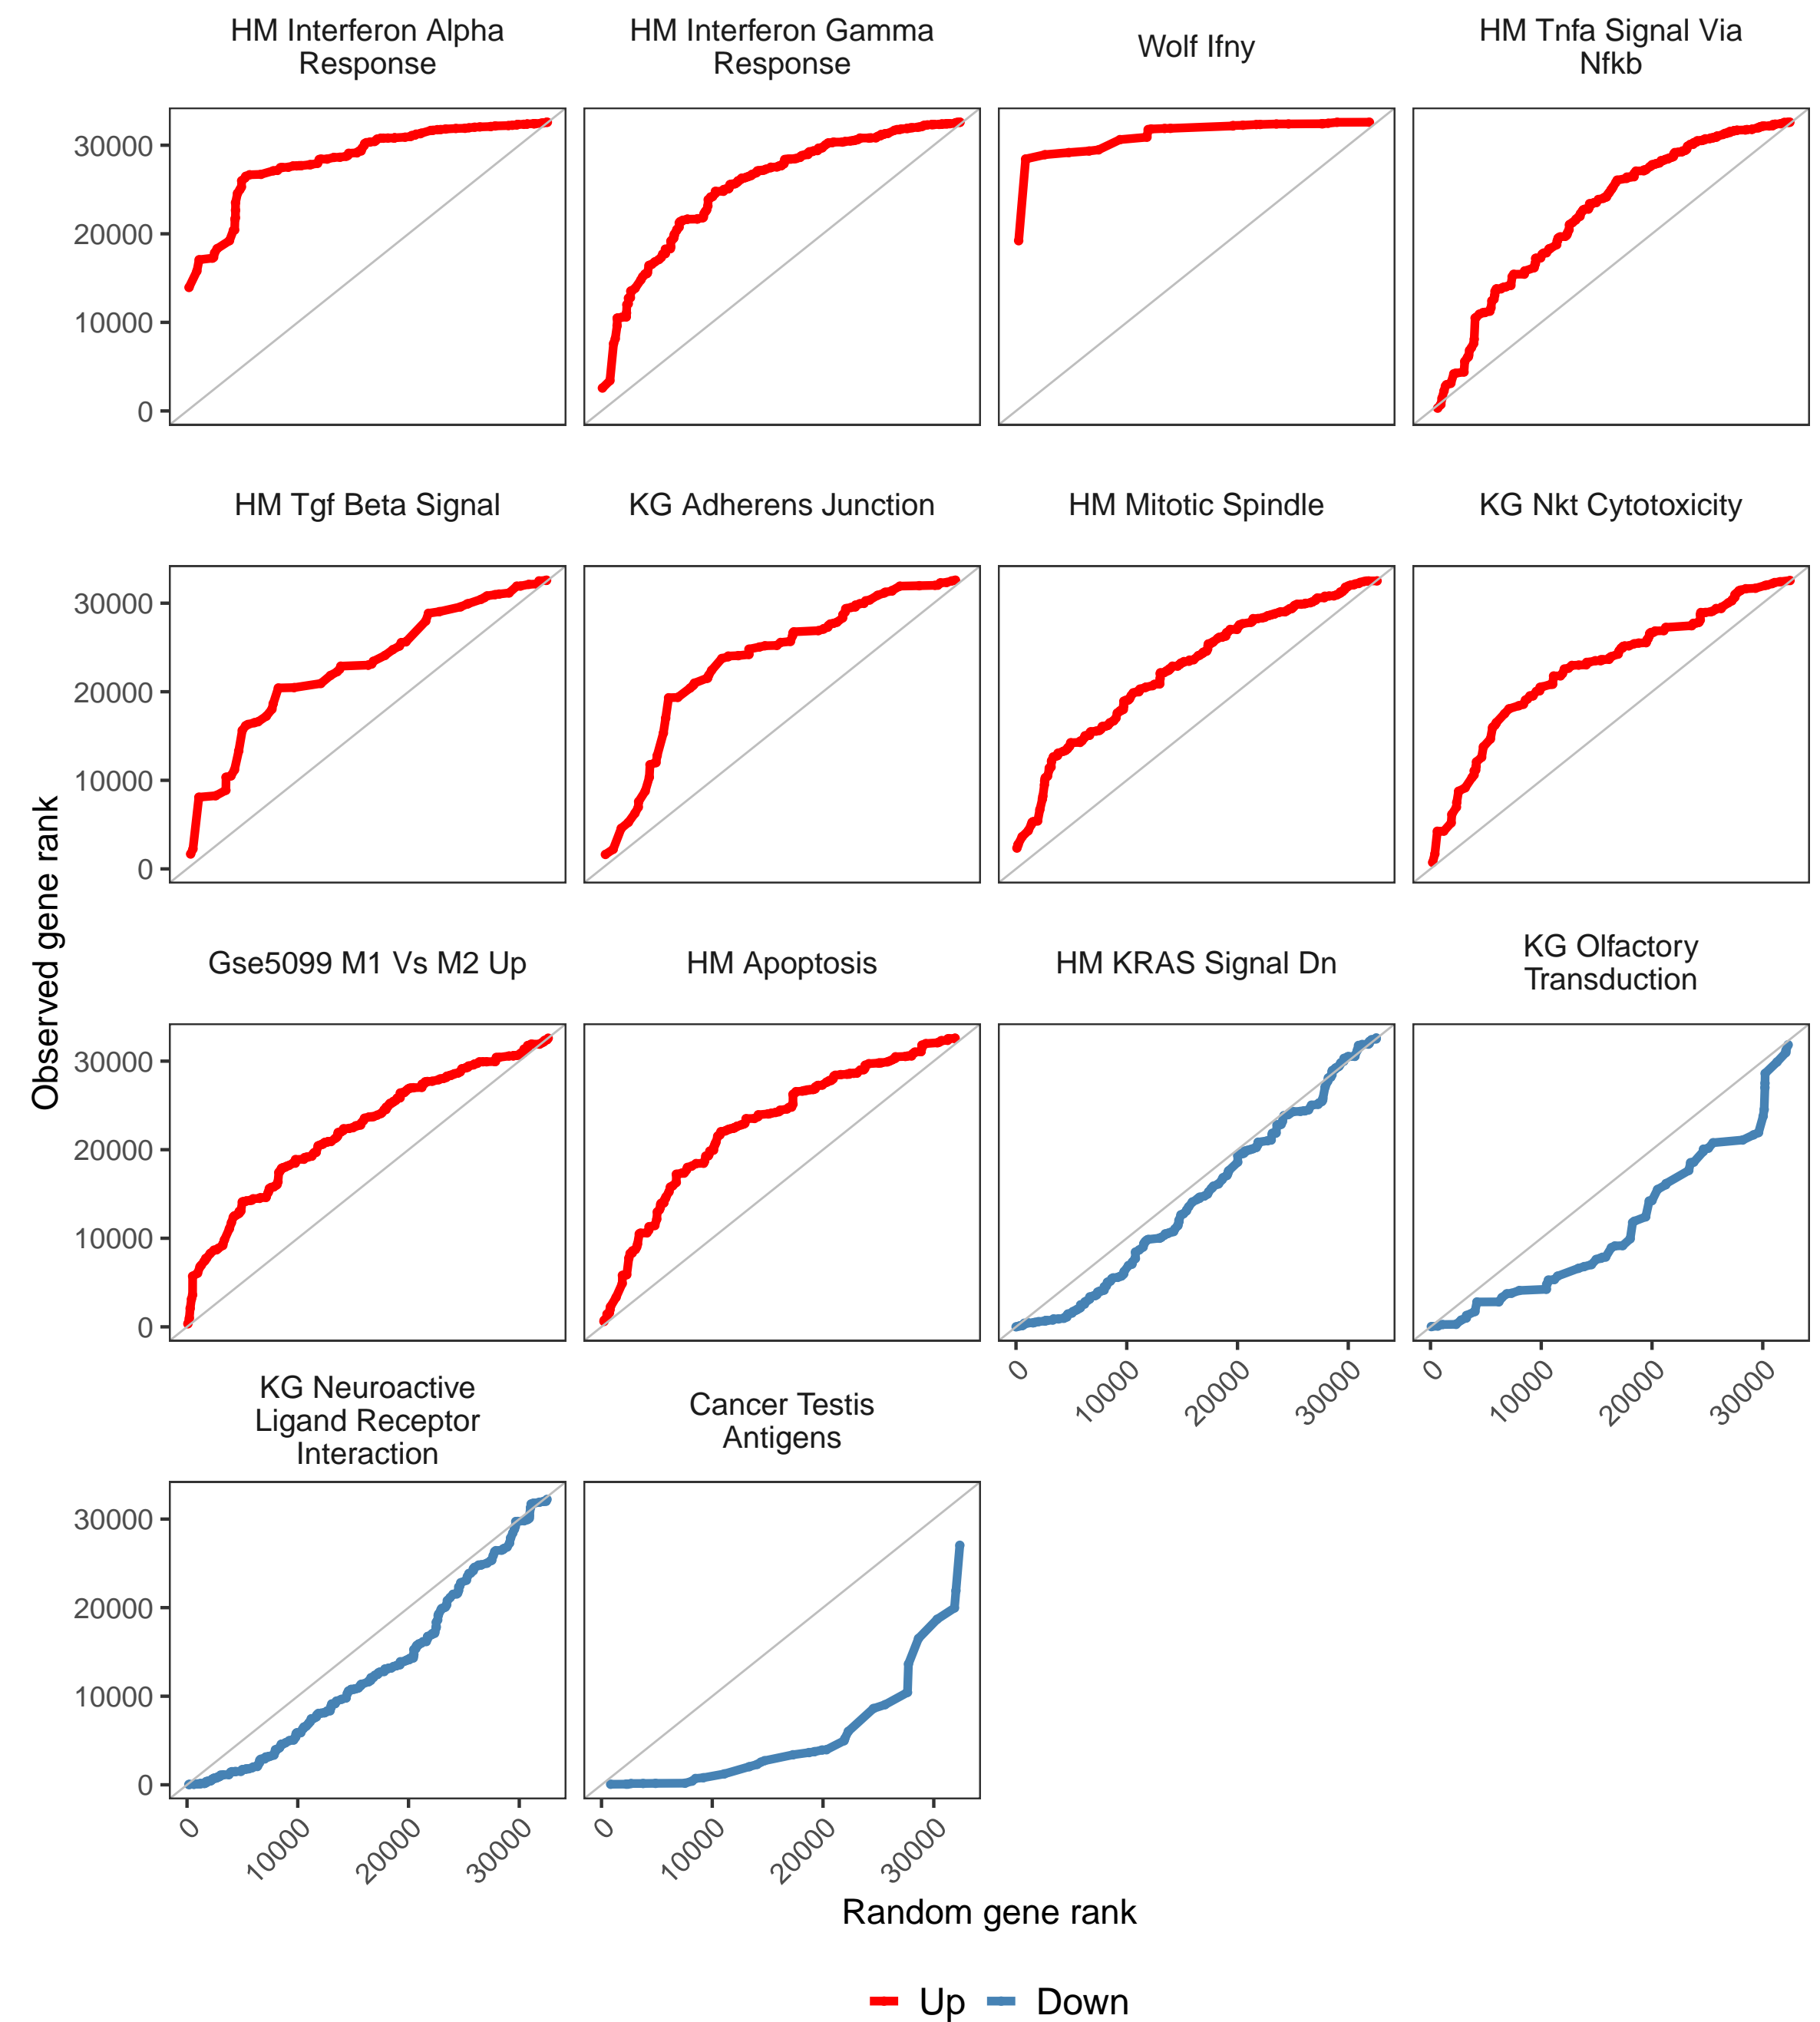 HM Interferon Alpha
Response
HM Interferon Gamma
Response
Wolf Ifny
HM Tnfa Signal Via
Nfkb
30000
20000
10000
0
HM Tgf Beta Signal
KG Adherens Junction
HM Mitotic Spindle
KG Nkt Cytotoxicity
30000
20000
10000
0
Observed gene rank
Gse5099 M1 Vs M2 Up
HM Apoptosis
HM KRAS Signal Dn
KG Olfactory
Transduction
30000
20000
10000
0
0
10000
20000
30000
0
10000
20000
30000
KG Neuroactive
Ligand Receptor
Interaction
Cancer Testis
Antigens
30000
20000
10000
0
0
10000
20000
30000
0
10000
20000
30000
Random gene rank
Up
Down